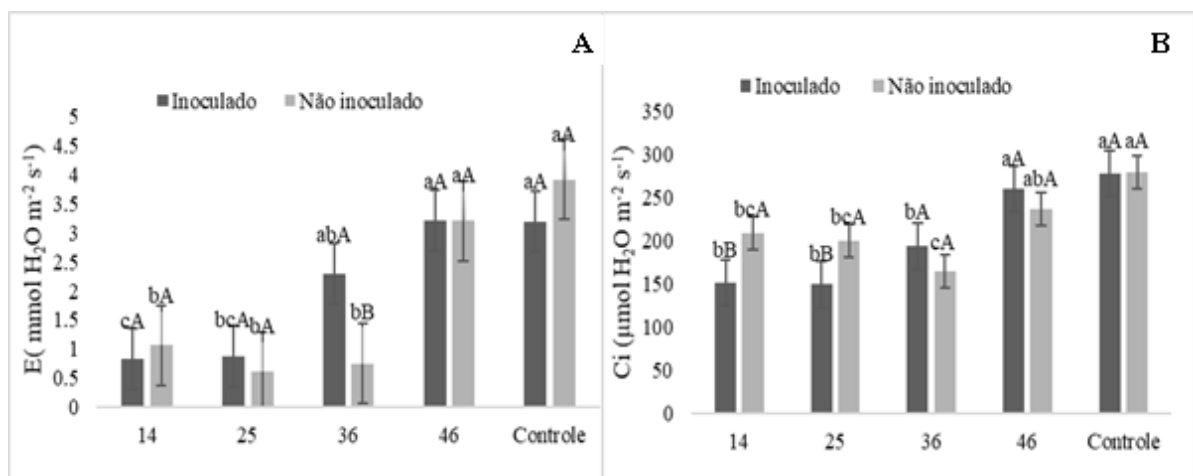 A
Inoculado Não inoculado
E( mmol H₂O m⁻² s⁻¹)
5
4.5
4
3.5
3
2.5
2
1.5
1
0.5
0
cA bA
bcA bA
abA bB
aA aA
aA aA
14 25 36 46 Controle
B
Inoculado Não inoculado
Ci (µmol H₂O m⁻² s⁻¹)
350
300
250
200
150
100
50
0
bB bcA
bB bcA
bA cA
aA abA
aA aA
14 25 36 46 Controle